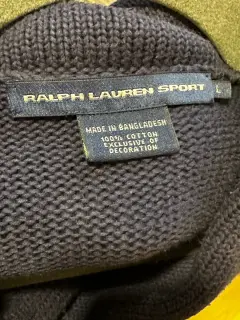 RALPH LAUREN SPORT
L
MADE IN BANGLADESH
100% COTTON
EXCLUSIVE OF
DECORATION